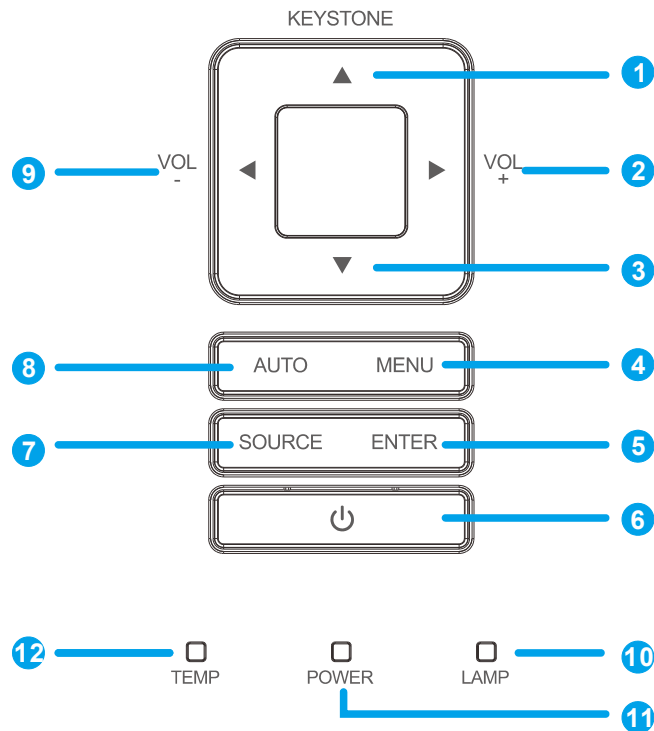 KEYSTONE
1
9 VOL - VOL + 2
3
8 AUTO MENU 4
7 SOURCE ENTER 5
6
12 10
TEMP POWER LAMP
11